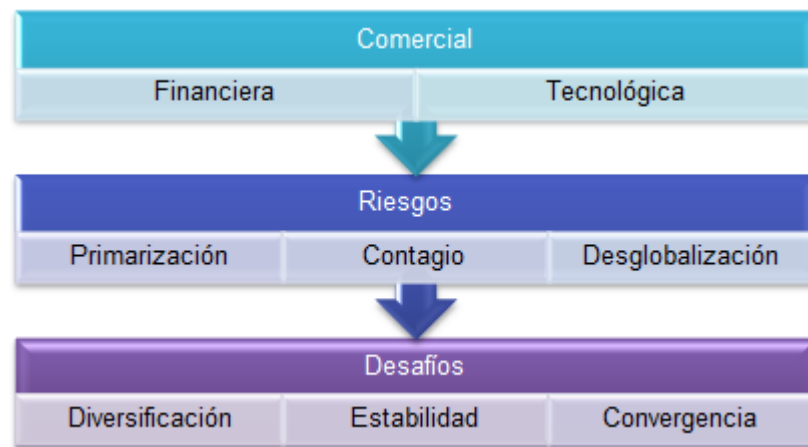 Comercial
Financiera Tecnológica
Riesgos
Primarización Contagio Desglobalización
Desafíos
Diversificación Estabilidad Convergencia